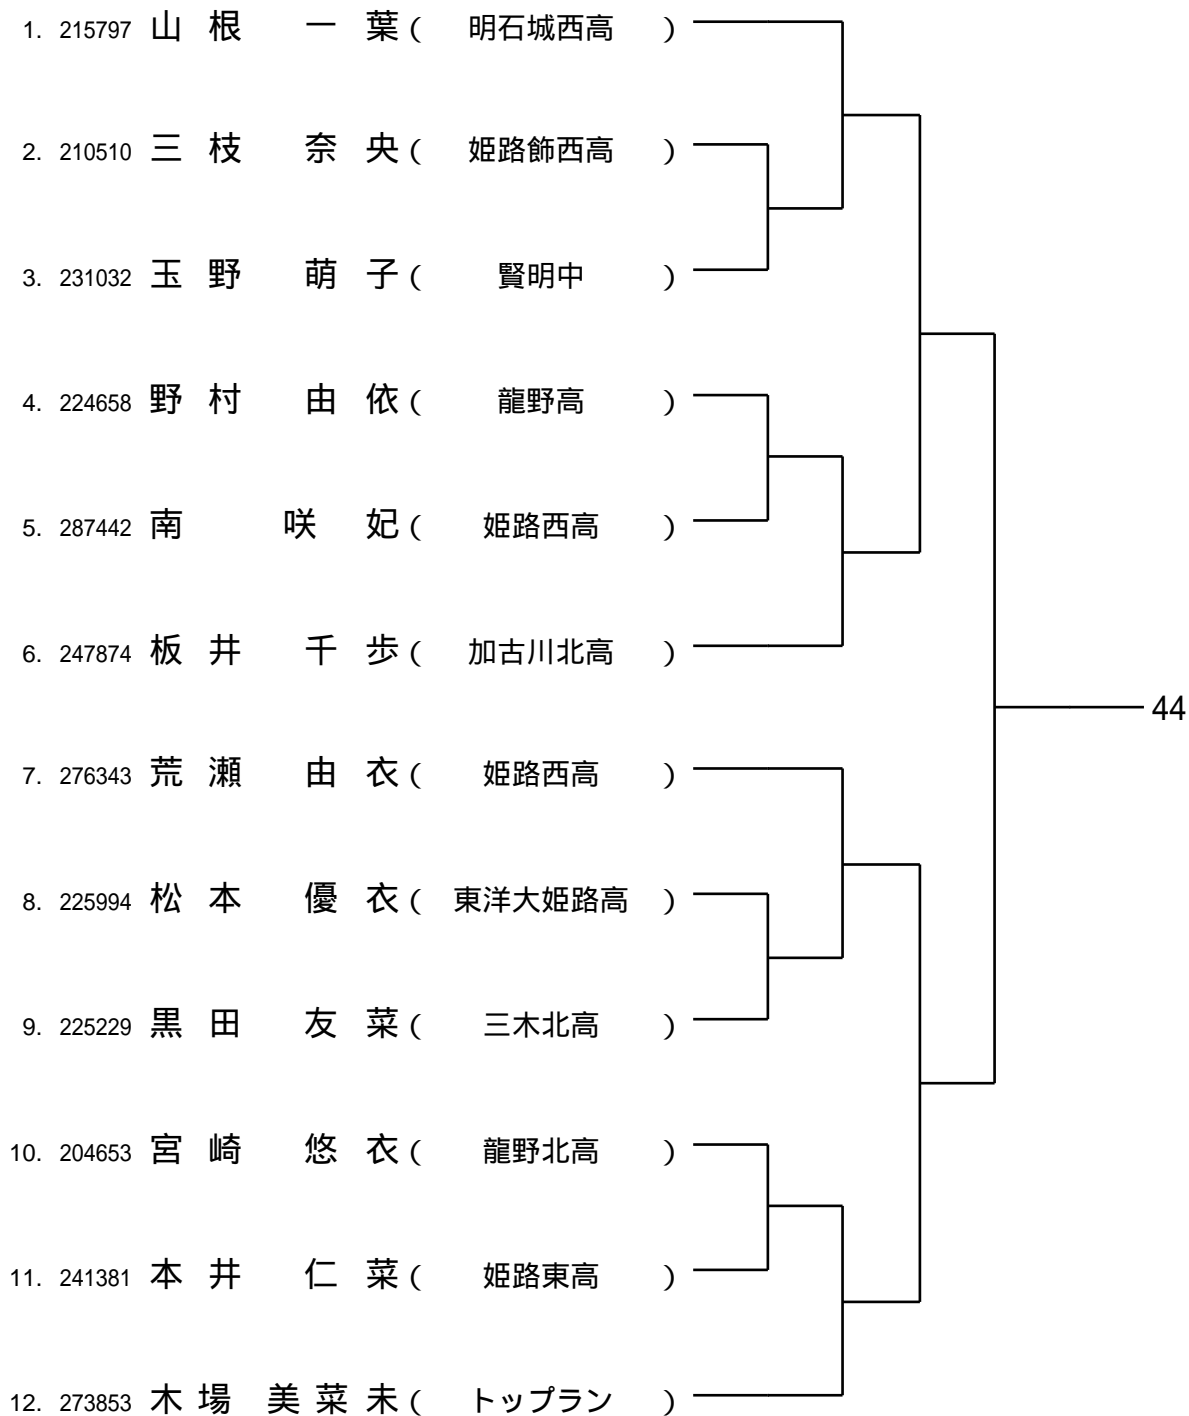 1. 215797 山根 一葉 ( 明石城西高 )
2. 210510 三枝 奈央 ( 姫路飾西高 )
3. 231032 玉野 萌子 ( 賢明中 )
4. 224658 野村 由依 ( 龍野高 )
5. 287442 南 咲妃 ( 姫路西高 )
6. 247874 板井 千歩 ( 加古川北高 )
44
7. 276343 荒瀬 由衣 ( 姫路西高 )
8. 225994 松本 優衣 ( 東洋大姫路高 )
9. 225229 黒田 友菜 ( 三木北高 )
10. 204653 宮崎 悠衣 ( 龍野北高 )
11. 241381 本井 仁菜 ( 姫路東高 )
12. 273853 木場 美菜未 ( トップラン )